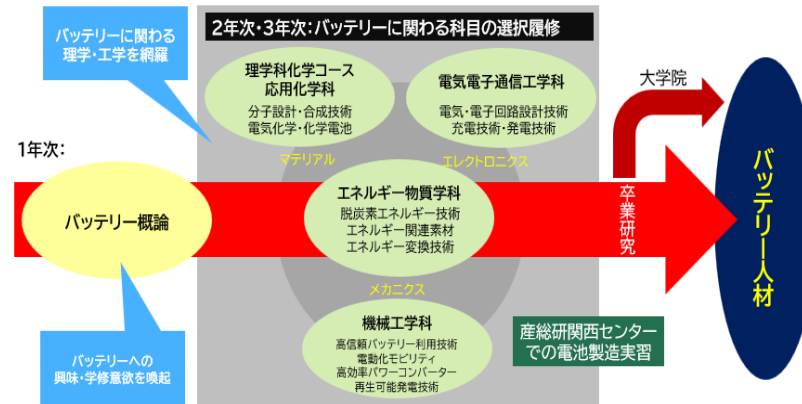 バッテリーに関わる
理学・工学を網羅
2年次・3年次：バッテリーに関わる科目の選択履修
理学科化学コース
応用化学科
分子設計・合成技術
電気化学・化学電池
電気電子通信工学科
電気・電子回路設計技術
充電技術・発電技術
大学院
1年次：
マテリアル
エレクトロニクス
バッテリー概論
エネルギー物質学科
脱炭素エネルギー技術
エネルギー関連素材
エネルギー変換技術
卒業研究
バッテリー人材
メカニクス
機械工学科
高信頼バッテリー利用技術
電動化モビリティ
高効率パワーコンバーター
再生可能発電技術
産総研関西センター
での電池製造実習
バッテリーへの
興味・学修意欲を喚起